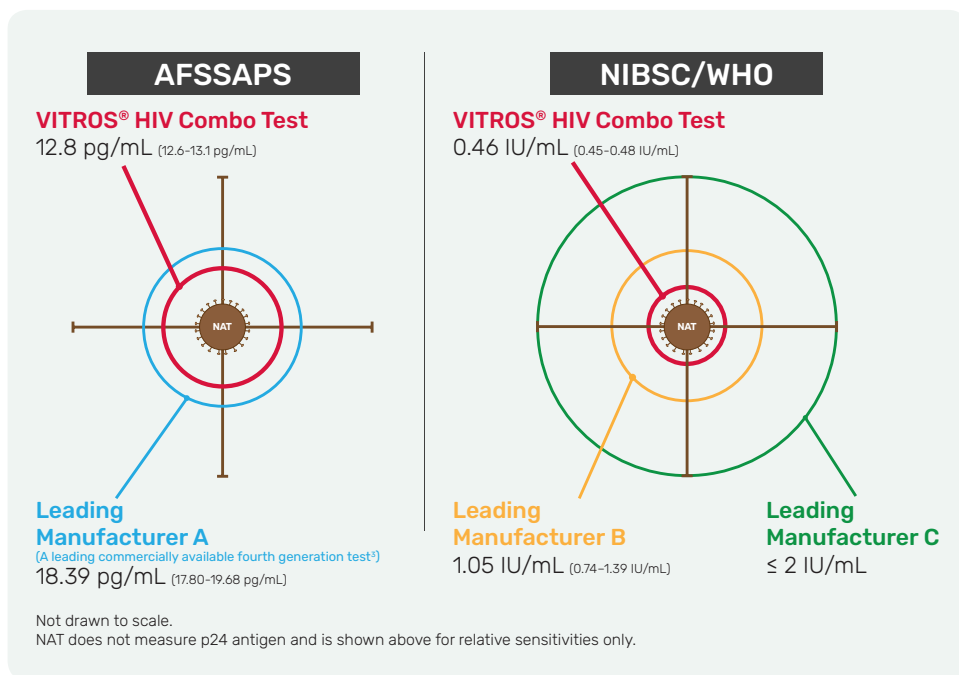 AFSSAPS
VITROS® HIV Combo Test
12.8 pg/mL (12.6-13.1 pg/mL)
NAT
Leading
Manufacturer A
(A leading commercially available fourth generation test³)
18.39 pg/mL (17.80-19.68 pg/mL)
NIBSC/WHO
VITROS® HIV Combo Test
0.46 IU/mL (0.45-0.48 IU/mL)
NAT
Leading
Manufacturer B
1.05 IU/mL (0.74–1.39 IU/mL)
Leading
Manufacturer C
≤ 2 IU/mL
Not drawn to scale.
NAT does not measure p24 antigen and is shown above for relative sensitivities only.